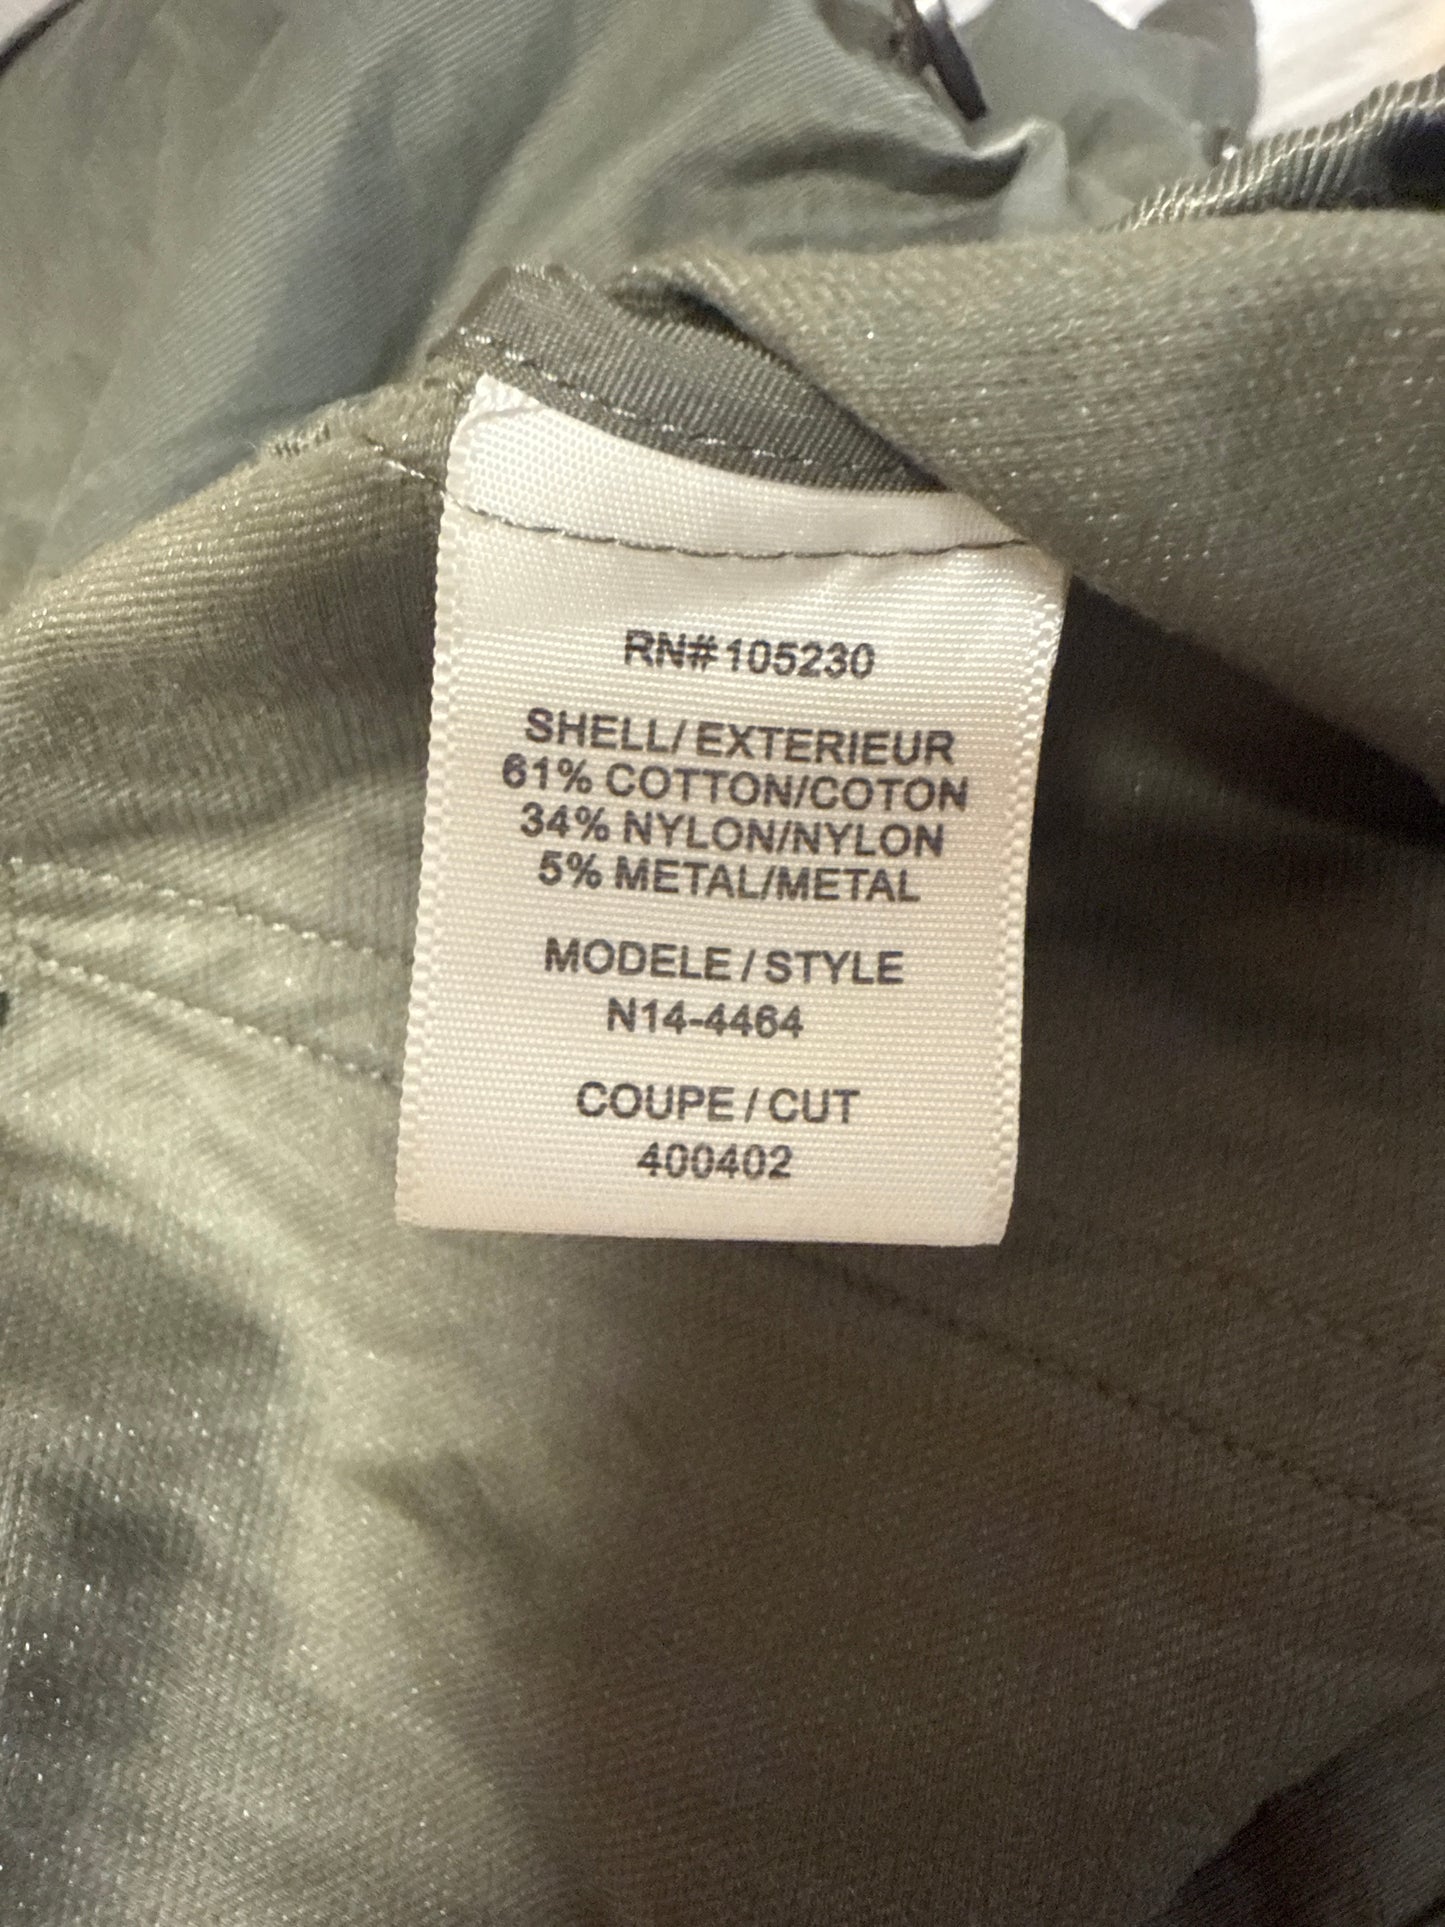 RN#105230
SHELL/EXTERIEUR
61% COTTON/COTON
34% NYLON/NYLON
5% METAL/METAL
MODELE / STYLE
N14-4464
COUPE / CUT
400402